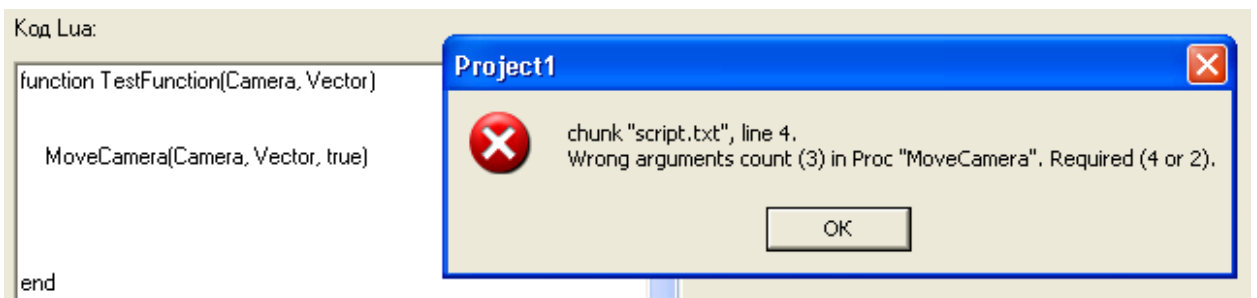 Код Lua:
function TestFunction(Camera, Vector)
MoveCamera(Camera, Vector, true)
end
Project1
chunk "script.txt", line 4.
Wrong arguments count (3) in Proc "MoveCamera". Required (4 or 2).
OK